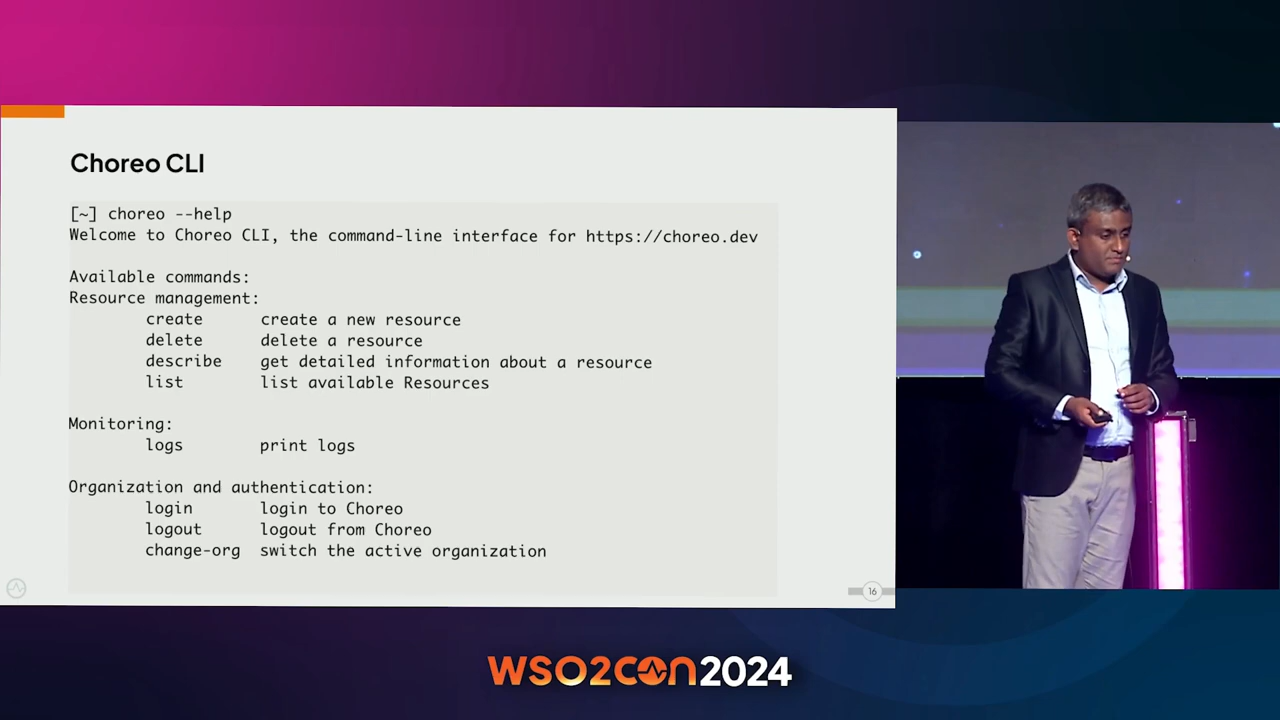 Choreo CLI
[~] choreo --help
Welcome to Choreo CLI, the command-line interface for https://choreo.dev
Available commands:
Resource management:
create create a new resource
delete delete a resource
describe get detailed information about a resource
list list available Resources
Monitoring:
logs print logs
Organization and authentication:
login login to Choreo
logout logout from Choreo
change-org switch the active organization
16
WSO2CON2024